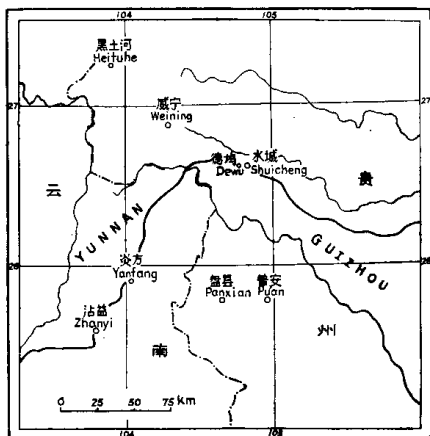 104
105
黑土河
Heituhe
27
27
威宁
Weining
德坞
水城
Dewu
Shuicheng
云
贵
YUNNAN
GUIZHOU
26
26
炎方
Yanfang
盘县
Panxian
普安
Puan
沾益
Zhanyi
南
州
0 25 50 75 km
104